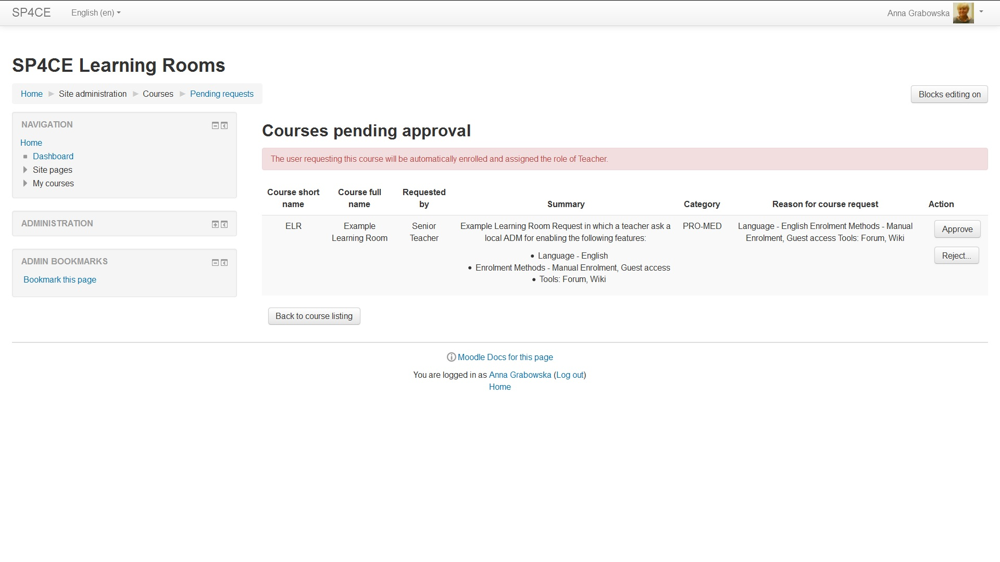 SP4CE
English (en)
Anna Grabowska
SP4CE Learning Rooms
Home
Site administration
Courses
Pending requests
Blocks editing on
NAVIGATION
Home
Dashboard
Site pages
My courses
ADMINISTRATION
ADMIN BOOKMARKS
Bookmark this page
Courses pending approval
The user requesting this course will be automatically enrolled and assigned the role of Teacher.
Course short
name
Course full
name
Requested
by
Summary
Category
Reason for course request
Action
ELR
Example
Learning Room
Senior
Teacher
Example Learning Room Request in which a teacher ask a
local ADM for enabling the following features:
• Language - English
• Enrolment Methods - Manual Enrolment, Guest access
• Tools: Forum, Wiki
PRO-MED
Language - English Enrolment Methods - Manual
Enrolment, Guest access Tools: Forum, Wiki
Approve
Reject...
Back to course listing
Moodle Docs for this page
You are logged in as Anna Grabowska (Log out)
Home